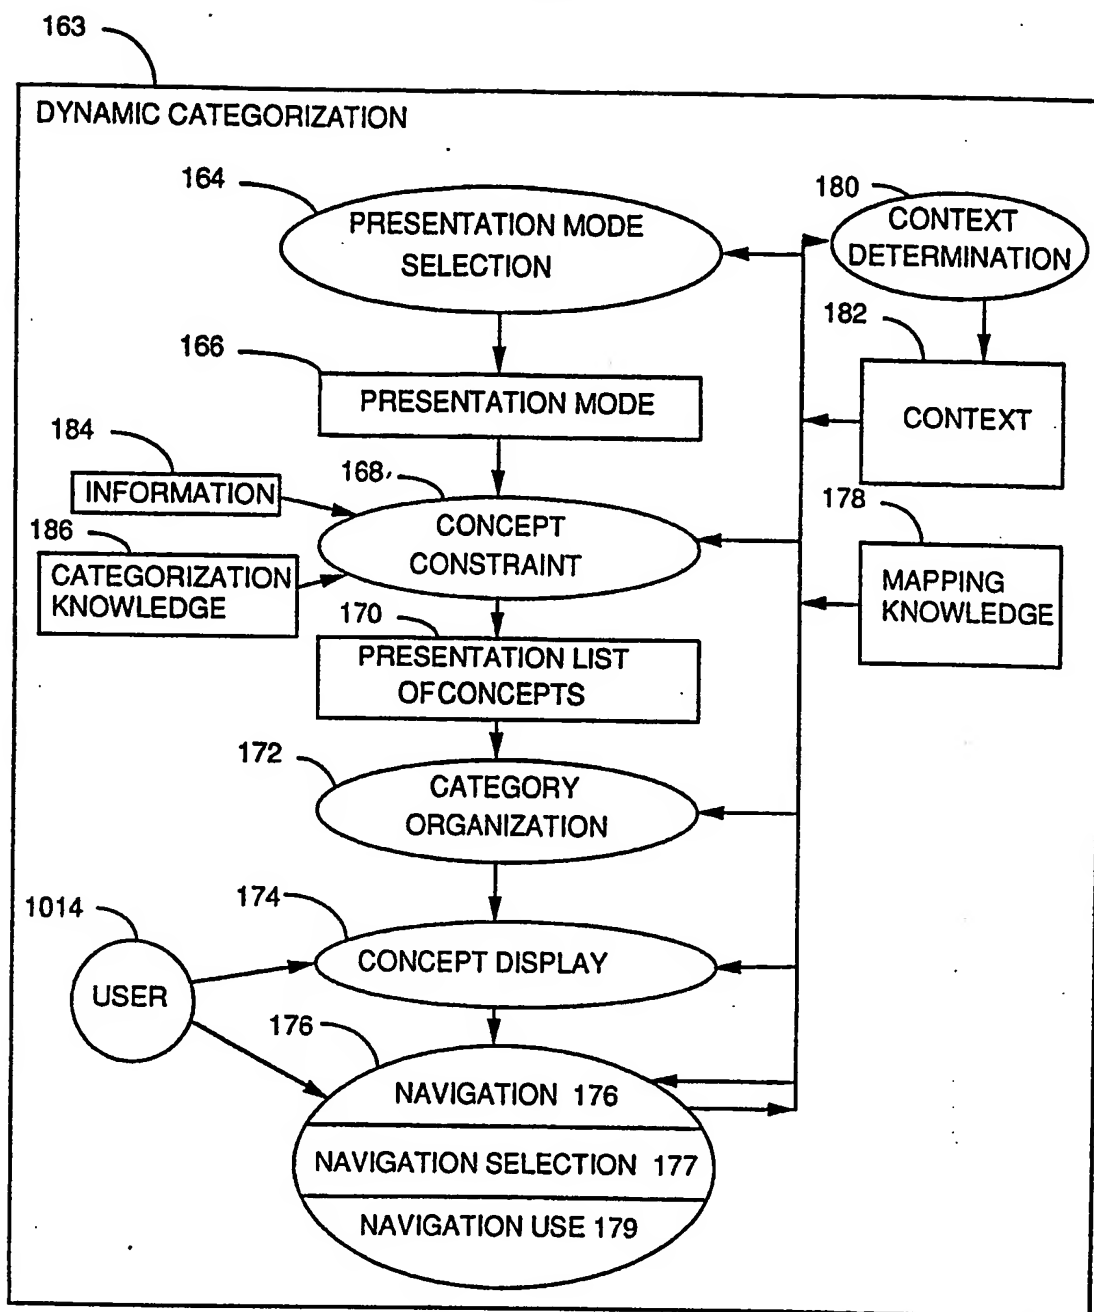 163
DYNAMIC CATEGORIZATION
164
PRESENTATION MODE
SELECTION
180
CONTEXT
DETERMINATION
166
PRESENTATION MODE
182
CONTEXT
184
INFORMATION
168
CONCEPT
CONSTRAINT
178
MAPPING
KNOWLEDGE
186
CATEGORIZATION
KNOWLEDGE
170
PRESENTATION LIST
OF CONCEPTS
172
CATEGORY
ORGANIZATION
174
CONCEPT DISPLAY
1014
USER
176
NAVIGATION 176
NAVIGATION SELECTION 177
NAVIGATION USE 179